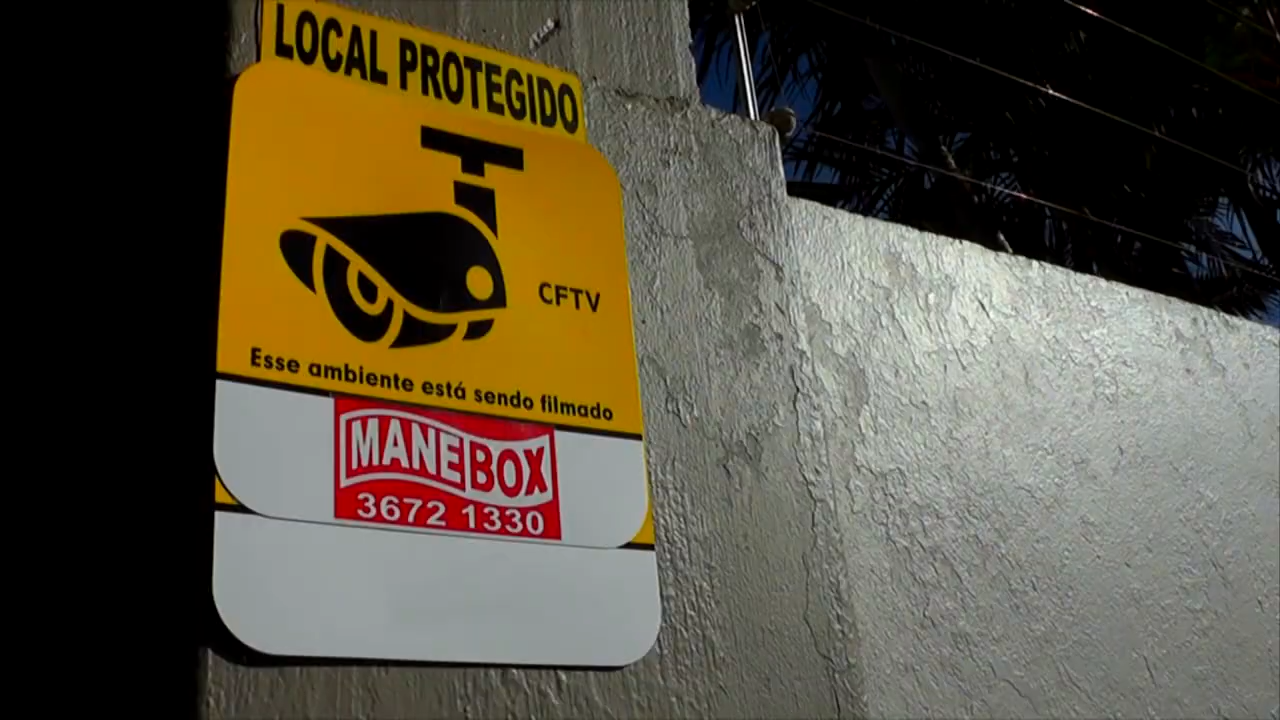 LOCAL PROTEGIDO
CFTV
Esse ambiente está sendo filmado
MANEBOX
3672 1330